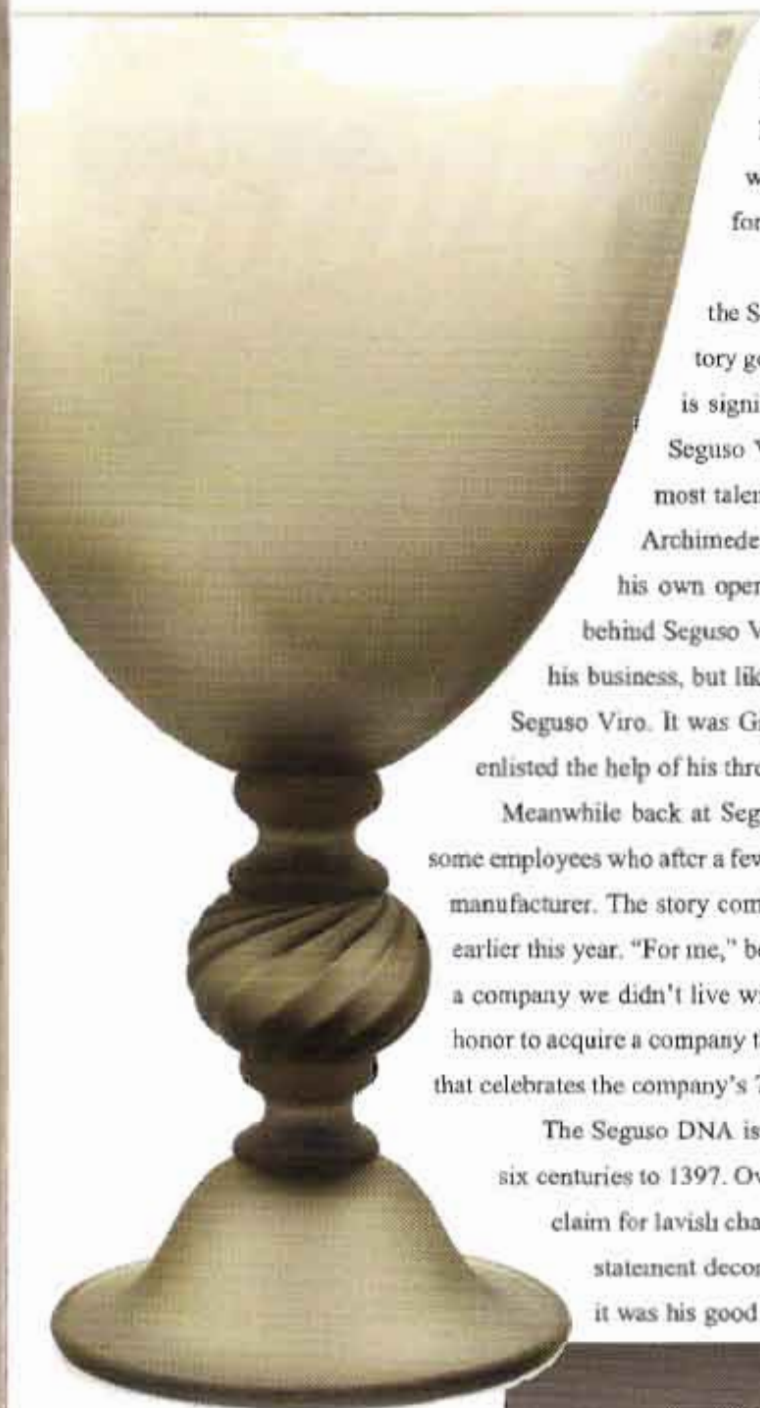 w
for
the S
tory go
is signi
Seguso V
most talen
Archimede
his own oper
behind Seguso V
his business, but lik
Seguso Viro. It was G
enlisted the help of his thre
Meanwhile back at Seg
some employees who after a few
manufacturer. The story com
earlier this year. “For me,” be
a company we didn’t live wi
honor to acquire a company t
that celebrates the company’s 7
The Seguso DNA is
six centuries to 1397. Ov
claim for lavish cha
statement decor
it was his good